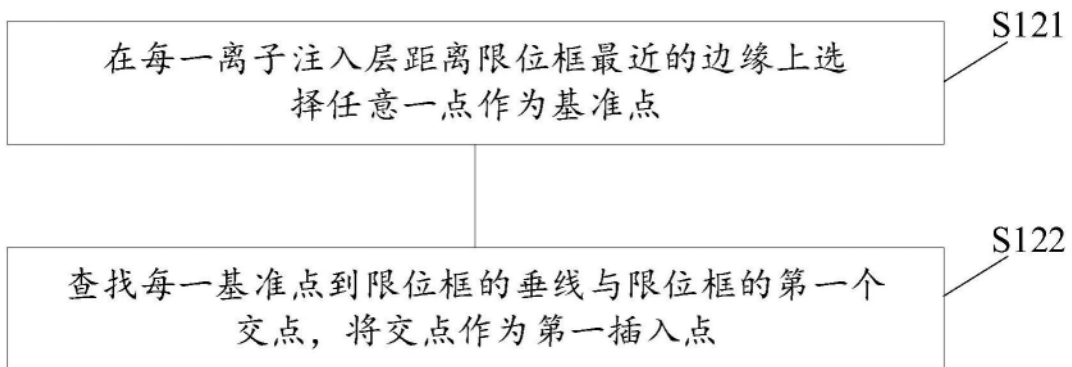 S121
在每一离子注入层距离限位框最近的边缘上选
择任意一点作为基准点
S122
查找每一基准点到限位框的垂线与限位框的第一个
交点，将交点作为第一插入点